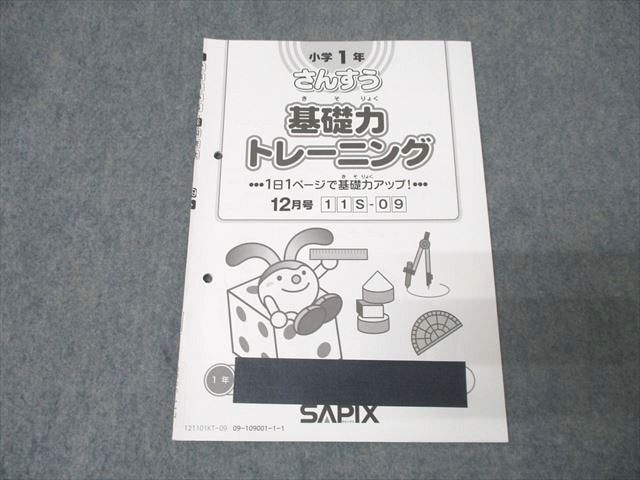 小学1年
さんすう
きそりょく
基礎力
トレーニング
きそりょく
•••1日1ページで基礎力アップ!•••
12月号 11S-09
1年
SAPIX
121101KT-09 09-109001-1-1